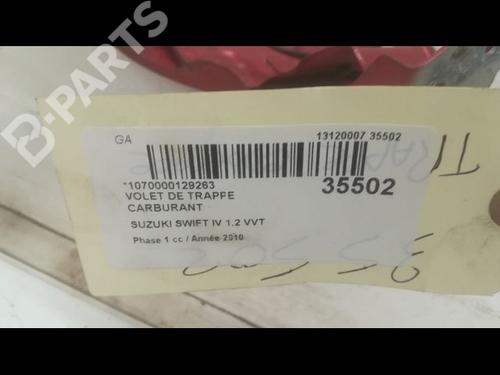 B-PARTS
GA
13120007 35502
*1070000129263
35502
VOLET DE TRAPPE
CARBURANT
SUZUKI SWIFT IV 1.2 VVT
Phase 1 cc / Année 2010